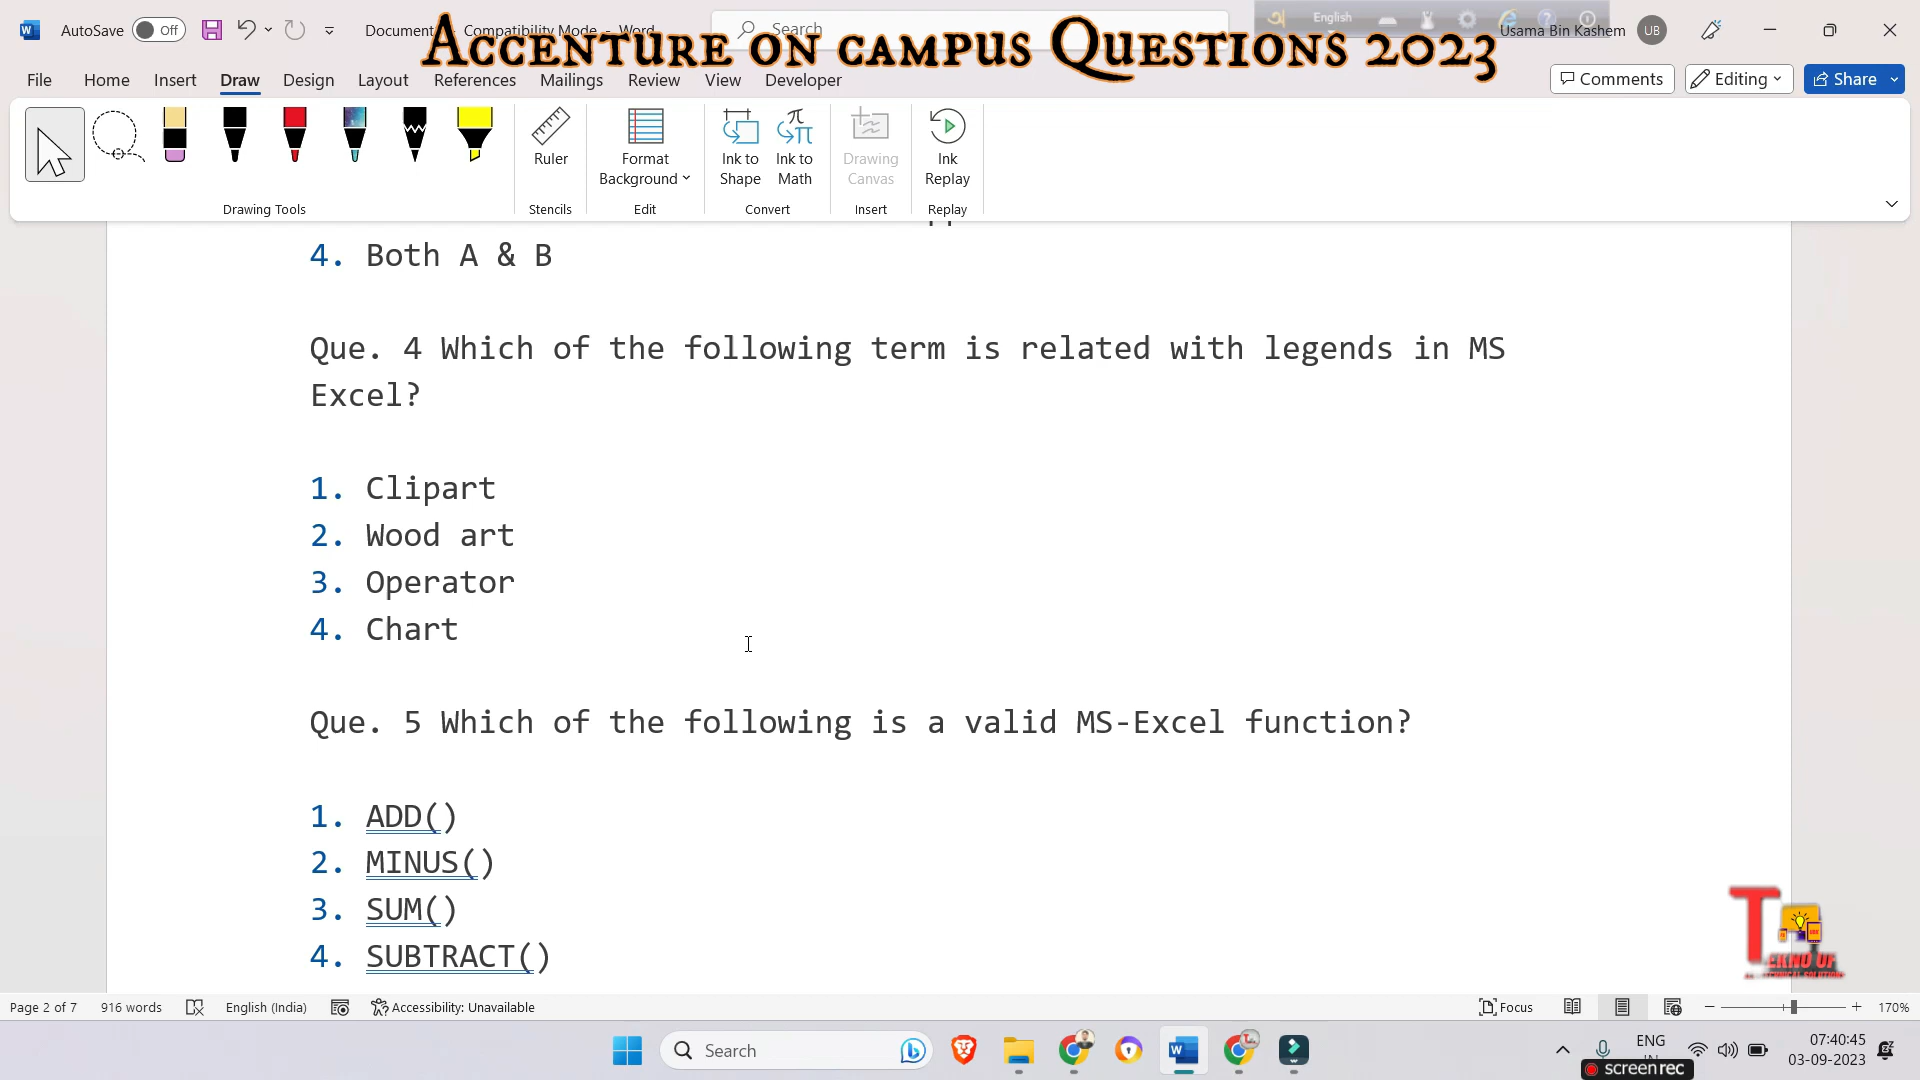 AutoSave Off Document Compatibility Mode - Word Search English Usama Bin Kashem UB
Accenture on campus Questions 2023
File Home Insert Draw Design Layout References Mailings Review View Developer Comments Editing Share
Ruler Format Background Ink to Shape Ink to Math Drawing Canvas Ink Replay
Drawing Tools Stencils Edit Convert Insert Replay
4. Both A & B
Que. 4 Which of the following term is related with legends in MS
Excel?
1. Clipart
2. Wood art
3. Operator
4. Chart
Que. 5 Which of the following is a valid MS-Excel function?
1. ADD()
2. MINUS()
3. SUM()
4. SUBTRACT()
Page 2 of 7 916 words English (India) Accessibility: Unavailable Focus 170%
Search ENG 07:40:45
03-09-2023
screenrec